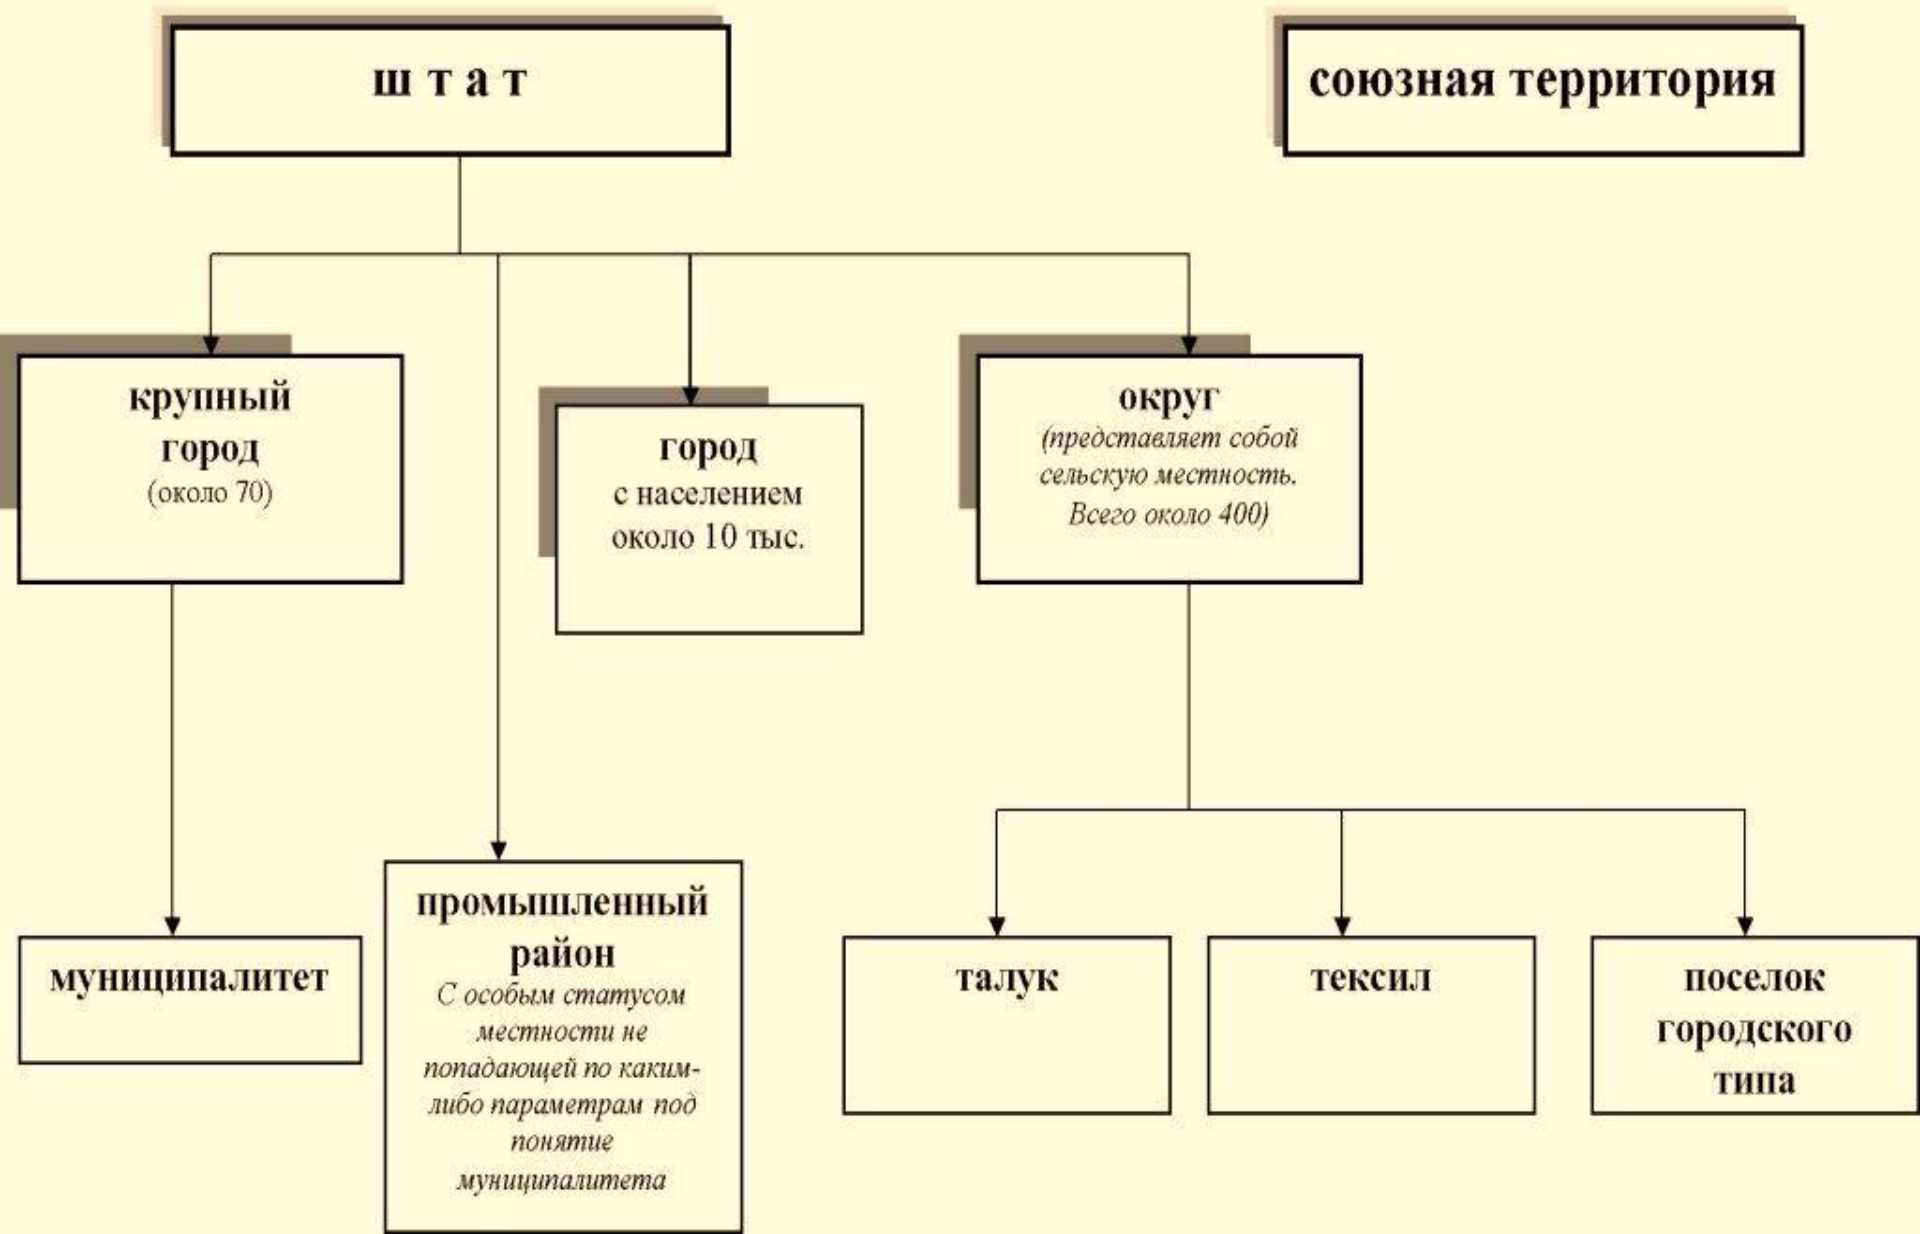 ш т а т
союзная территория
крупный
город
(около 70)
город
с населением
около 10 тыс.
округ
(представляет собой
сельскую местность.
Всего около 400)
муниципалитет
промышленный
район
С особым статусом
местности не
попадающей по каким-
либо параметрам под
понятие
муниципалитета
талук
тексил
поселок
городского
типа